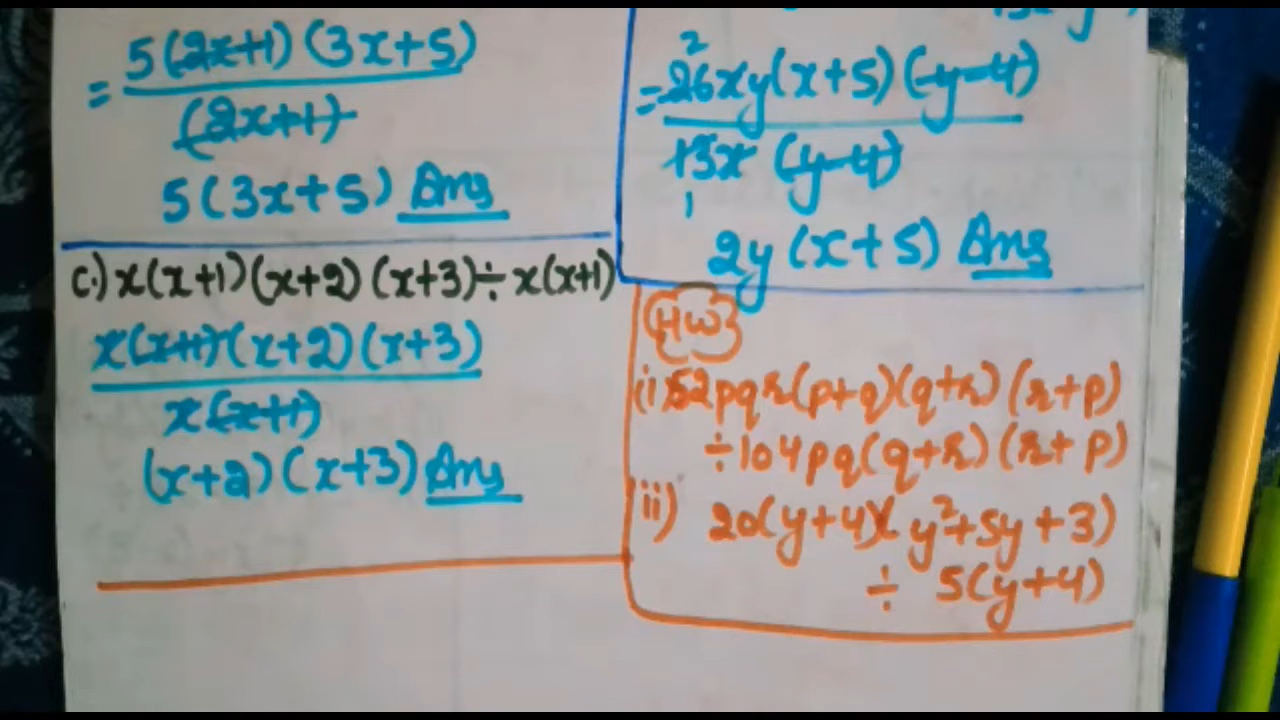 = 5(2x+1)(3x+5)
(2x+1)
5(3x+5) Ans
c.) x(x+1)(x+2)(x+3)÷x(x+1)
x(x+1)(x+2)(x+3)
x(x+1)
(x+2)(x+3) Ans
2
= 26xy(x+5)(y-4)
13x (y-4)
1
2y(x+5) Ans
HW
(i) 52pqr(p+q)(q+r)(r+p)
÷104pq(q+r)(r+p)
ii) 20(y+4)(y²+5y+3)
÷ 5(y+4)